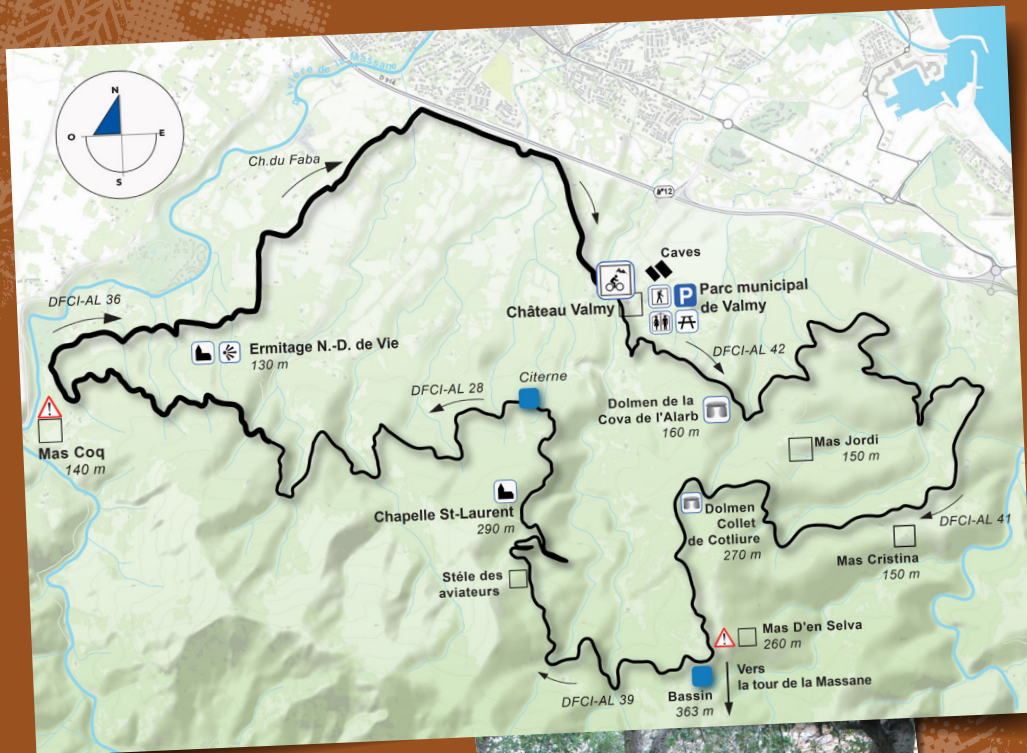 N
O
E
S
Ch.du Faba
DFCI-AL 36
Ermitage N.-D. de Vie
130 m
Mas Coq
140 m
DFCI-AL 28
Citerne
Chapelle St-Laurent
290 m
Stéle des
aviateurs
Château Valmy
Caves
P
Parc municipal
de Valmy
12
DFCI-AL 42
Dolmen de la
Cova de l'Alarb
160 m
Mas Jordi
150 m
Dolmen
Collet
de Cotliure
270 m
DFCI-AL 41
Mas Cristina
150 m
Mas D'en Selva
260 m
Vers
la tour de la Massane
Bassin
363 m
DFCI-AL 39